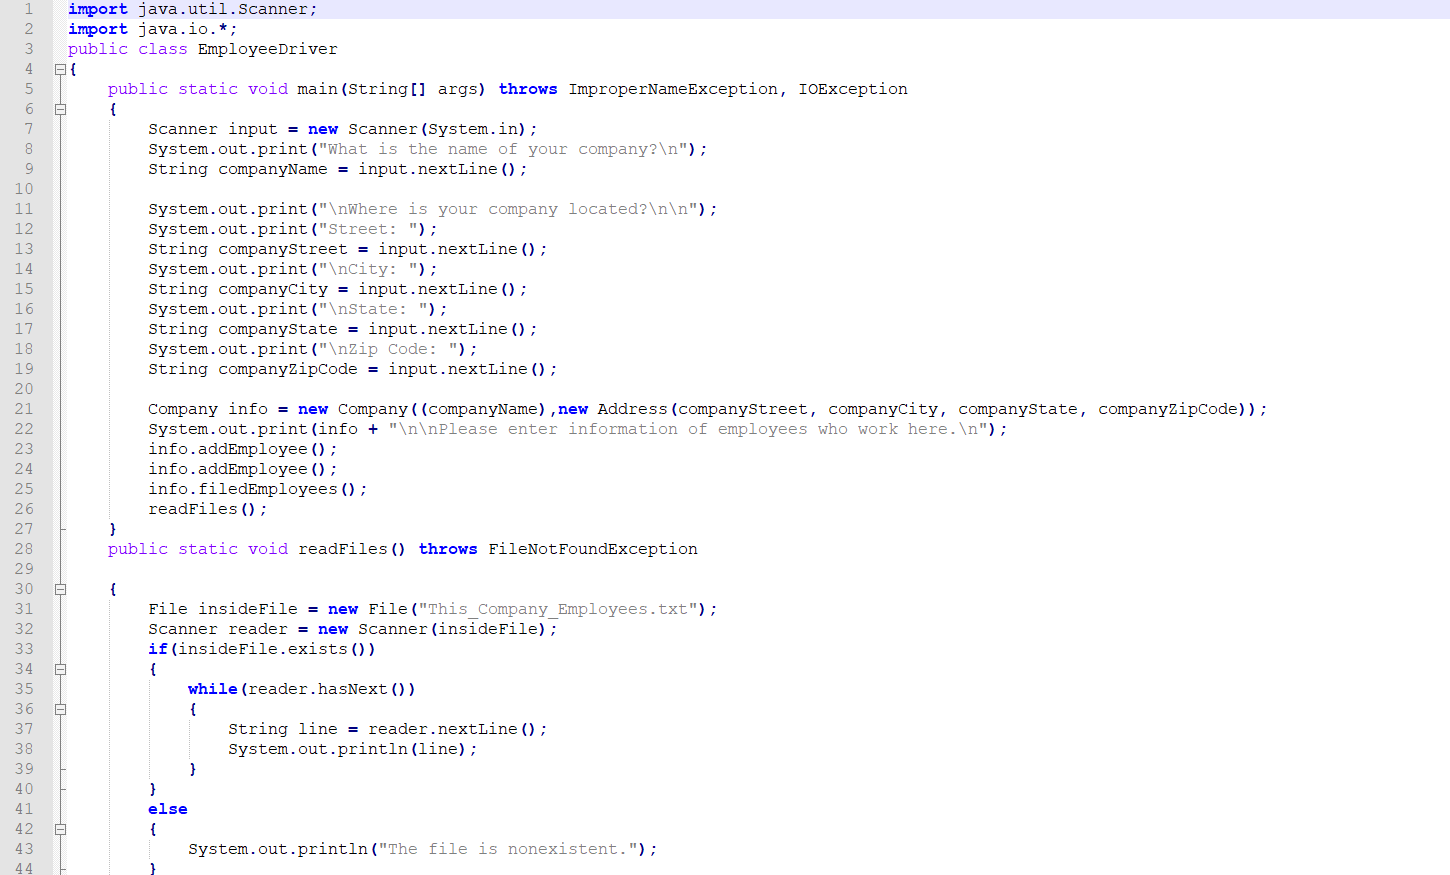 1 import java.util.Scanner;
2 import java.io.*;
3 public class EmployeeDriver
4 {
5 public static void main(String[] args) throws ImproperNameException, IOException
6 {
7 Scanner input = new Scanner(System.in);
8 System.out.print("What is the name of your company?\n");
9 String companyName = input.nextLine();
10
11 System.out.print("\nWhere is your company located?\n\n");
12 System.out.print("Street: ");
13 String companyStreet = input.nextLine();
14 System.out.print("\nCity: ");
15 String companyCity = input.nextLine();
16 System.out.print("\nState: ");
17 String companyState = input.nextLine();
18 System.out.print("\nZip Code: ");
19 String companyZipCode = input.nextLine();
20
21 Company info = new Company((companyName),new Address(companyStreet, companyCity, companyState, companyZipCode));
22 System.out.print(info + "\n\nPlease enter information of employees who work here.\n");
23 info.addEmployee();
24 info.addEmployee();
25 info.filedEmployees();
26 readFiles();
27 }
28 public static void readFiles() throws FileNotFoundException
29
30 {
31 File insideFile = new File("This_Company_Employees.txt");
32 Scanner reader = new Scanner(insideFile);
33 if(insideFile.exists())
34 {
35 while(reader.hasNext())
36 {
37 String line = reader.nextLine();
38 System.out.println(line);
39 }
40 }
41 else
42 {
43 System.out.println("The file is nonexistent.");
44 }